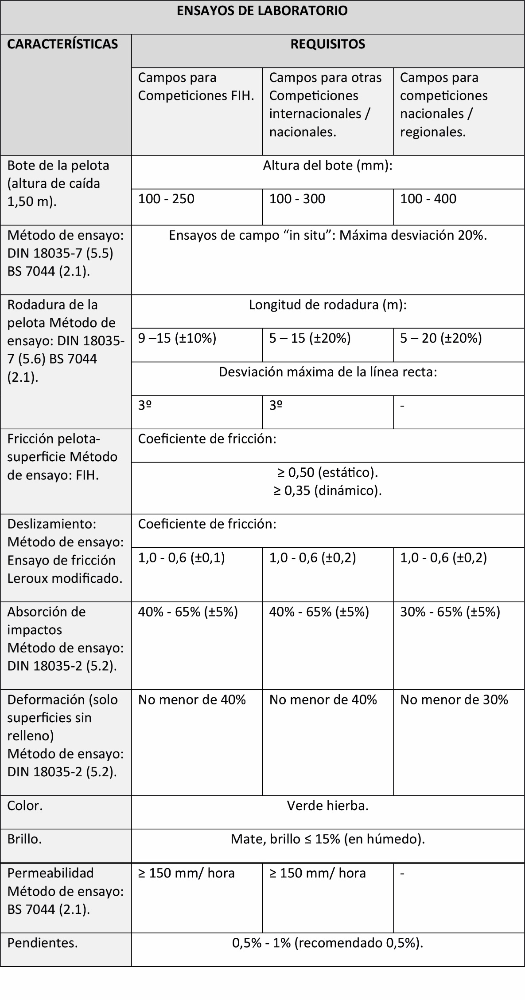 ENSAYOS DE LABORATORIO
CARACTERÍSTICAS
REQUISITOS
Campos para
Competiciones FIH.
Campos para otras
Competiciones
internacionales /
nacionales.
Campos para
competiciones
nacionales /
regionales.
Bote de la pelota
(altura de caída
1,50 m).
Altura del bote (mm):
100 - 250
100 - 300
100 - 400
Método de ensayo:
DIN 18035-7 (5.5)
BS 7044 (2.1).
Ensayos de campo “in situ”: Máxima desviación 20%.
Rodadura de la
pelota Método de
ensayo: DIN 18035-
7 (5.6) BS 7044
(2.1).
Longitud de rodadura (m):
9 –15 (±10%)
5 – 15 (±20%)
5 – 20 (±20%)
Desviación máxima de la línea recta:
3º
3º
-
Fricción pelota-
superficie Método
de ensayo: FIH.
Coeficiente de fricción:
≥ 0,50 (estático).
≥ 0,35 (dinámico).
Deslizamiento:
Método de ensayo:
Ensayo de fricción
Leroux modificado.
Coeficiente de fricción:
1,0 - 0,6 (±0,1)
1,0 - 0,6 (±0,2)
1,0 - 0,6 (±0,2)
Absorción de
impactos
Método de ensayo:
DIN 18035-2 (5.2).
40% - 65% (±5%)
40% - 65% (±5%)
30% - 65% (±5%)
Deformación (solo
superficies sin
relleno)
Método de ensayo:
DIN 18035-2 (5.2).
No menor de 40%
No menor de 40%
No menor de 30%
Color.
Verde hierba.
Brillo.
Mate, brillo ≤ 15% (en húmedo).
Permeabilidad
Método de ensayo:
BS 7044 (2.1).
≥ 150 mm/ hora
≥ 150 mm/ hora
-
Pendientes.
0,5% - 1% (recomendado 0,5%).